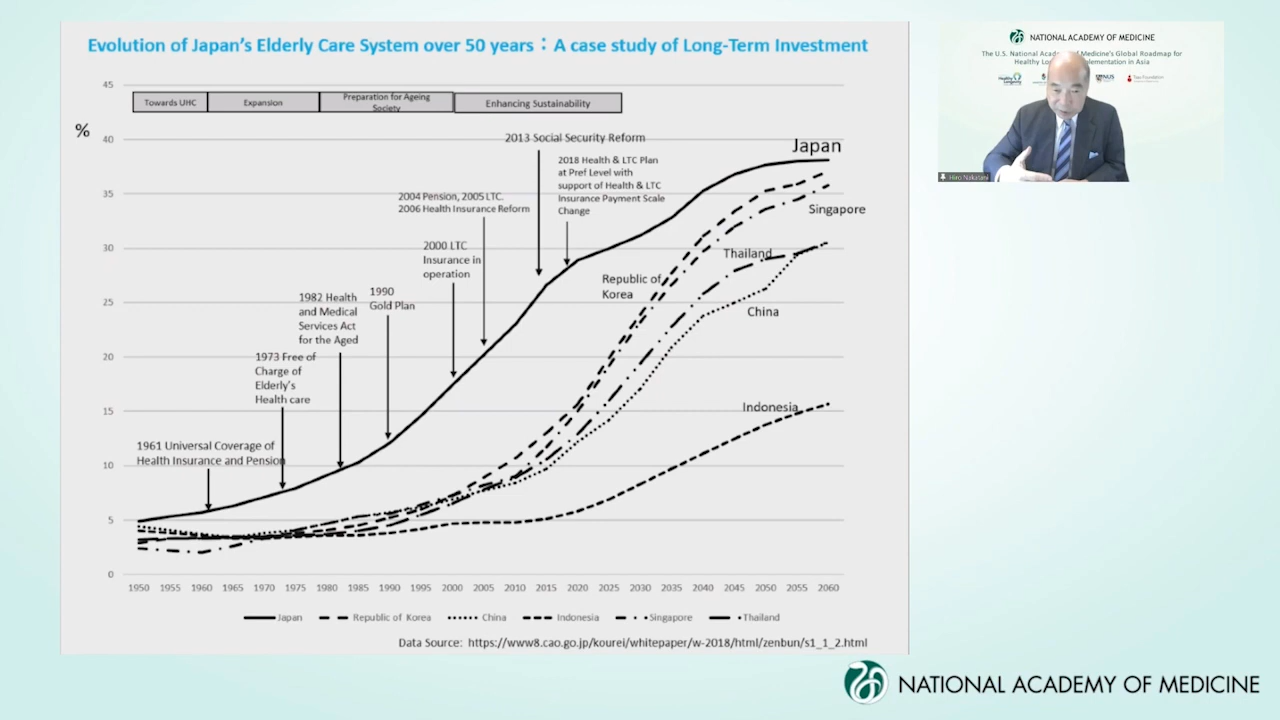 Evolution of Japan's Elderly Care System over 50 years：A case study of Long-Term Investment
45
Towards UHC
Expansion
Preparation for Ageing
Society
Enhancing Sustainability
%
40
2013 Social Security Reform
Japan
2018 Health & LTC Plan
at Pref Level with
support of Health & LTC
Insurance Payment Scale
Change
35
2004 Pension, 2005 LTC.
2006 Health Insurance Reform
Singapore
30
2000 LTC
Insurance in
operation
Thailand
Republic of
Korea
25
1990
Gold Plan
1982 Health
and Medical
Services Act
for the Aged
China
20
1973 Free of
Charge of
Elderly's
Health care
15
Indonesia
1961 Universal Coverage of
Health Insurance and Pension
10
5
0
1950 1955 1960 1965 1970 1975 1980 1985 1990 1995 2000 2005 2010 2015 2020 2025 2030 2035 2040 2045 2050 2055 2060
Japan Republic of Korea China Indonesia Singapore Thailand
Data Source: https://www8.cao.go.jp/kourei/whitepaper/w-2018/html/zenbun/s1_1_2.html
NATIONAL ACADEMY OF MEDICINE
The U.S. National Medicine's Global Roadmap for
Healthy in Asia
NUS
Tsao Foundation
Hiro Nakatani
NATIONAL ACADEMY OF MEDICINE